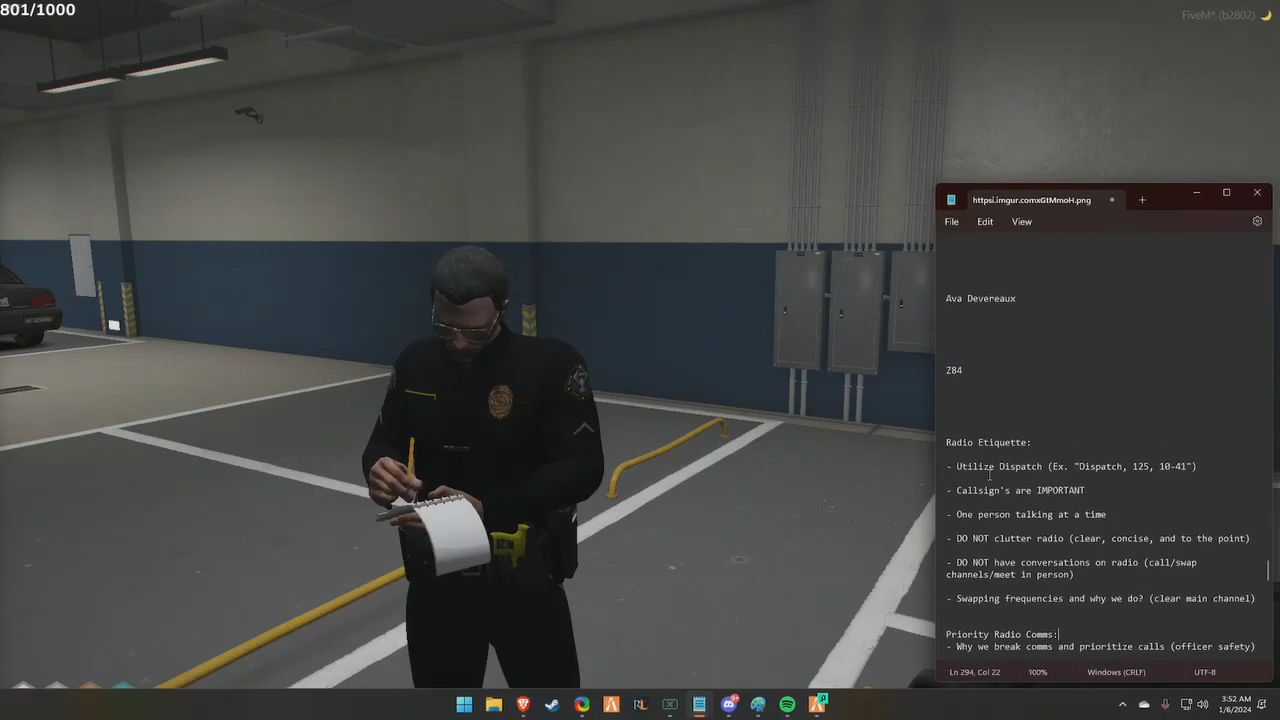 801/1000
FiveM* (b2802)
httpsi.imgur.comxGtMmoH.png
File Edit View
Ava Devereaux
Z84
Radio Etiquette:
- Utilize Dispatch (Ex. "Dispatch, 125, 10-41")
- Callsign's are IMPORTANT
- One person talking at a time
- DO NOT clutter radio (clear, concise, and to the point)
- DO NOT have conversations on radio (call/swap
channels/meet in person)
- Swapping frequencies and why we do? (clear main channel)
Priority Radio Comms:
- Why we break comms and prioritize calls (officer safety)
Ln 294, Col 22 100% Windows (CRLF) UTF-8
3:52 AM
1/6/2024